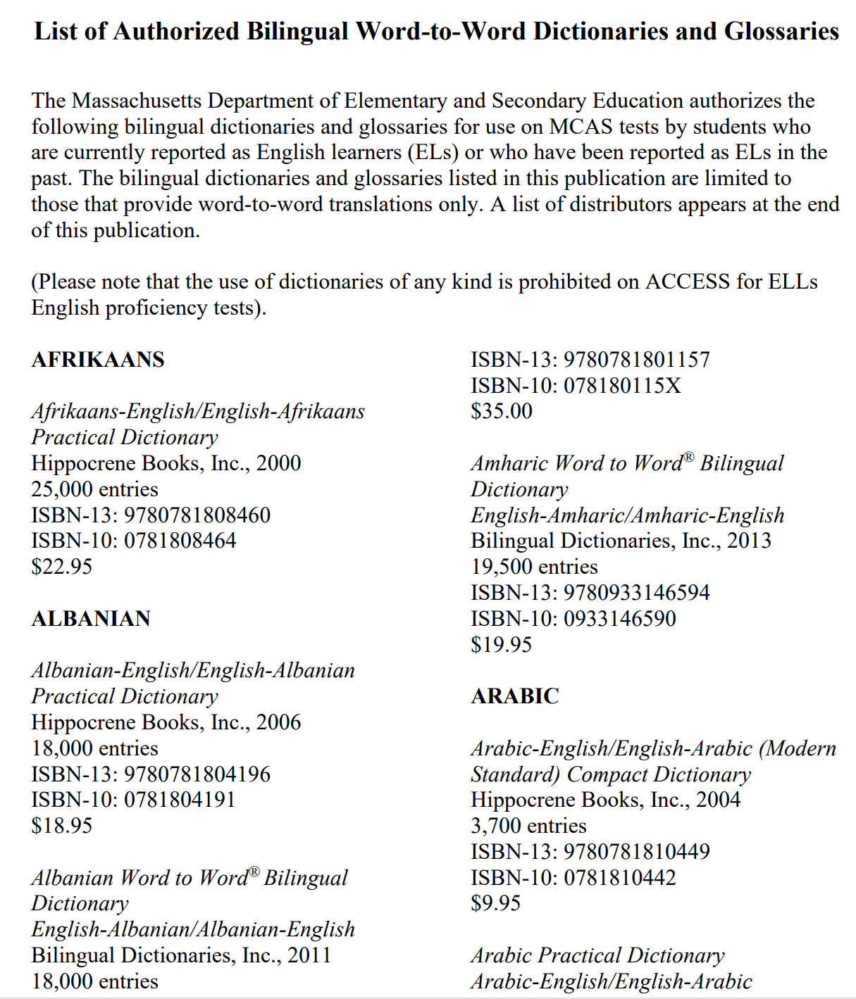 List of Authorized Bilingual Word-to-Word Dictionaries and Glossaries
The Massachusetts Department of Elementary and Secondary Education authorizes the
following bilingual dictionaries and glossaries for use on MCAS tests by students who
are currently reported as English learners (ELs) or who have been reported as ELs in the
past. The bilingual dictionaries and glossaries listed in this publication are limited to
those that provide word-to-word translations only. A list of distributors appears at the end
of this publication.
(Please note that the use of dictionaries of any kind is prohibited on ACCESS for ELLs
English proficiency tests).
AFRIKAANS
Afrikaans-English/English-Afrikaans
Practical Dictionary
Hippocrene Books, Inc., 2000
25,000 entries
ISBN-13: 9780781808460
ISBN-10: 0781808464
$22.95
ALBANIAN
Albanian-English/English-Albanian
Practical Dictionary
Hippocrene Books, Inc., 2006
18,000 entries
ISBN-13: 9780781804196
ISBN-10: 0781804191
$18.95
Albanian Word to Word® Bilingual
Dictionary
English-Albanian/Albanian-English
Bilingual Dictionaries, Inc., 2011
18,000 entries
ISBN-13: 9780781801157
ISBN-10: 078180115X
$35.00
Amharic Word to Word® Bilingual
Dictionary
English-Amharic/Amharic-English
Bilingual Dictionaries, Inc., 2013
19,500 entries
ISBN-13: 9780933146594
ISBN-10: 0933146590
$19.95
ARABIC
Arabic-English/English-Arabic (Modern
Standard) Compact Dictionary
Hippocrene Books, Inc., 2004
3,700 entries
ISBN-13: 9780781810449
ISBN-10: 0781810442
$9.95
Arabic Practical Dictionary
Arabic-English/English-Arabic